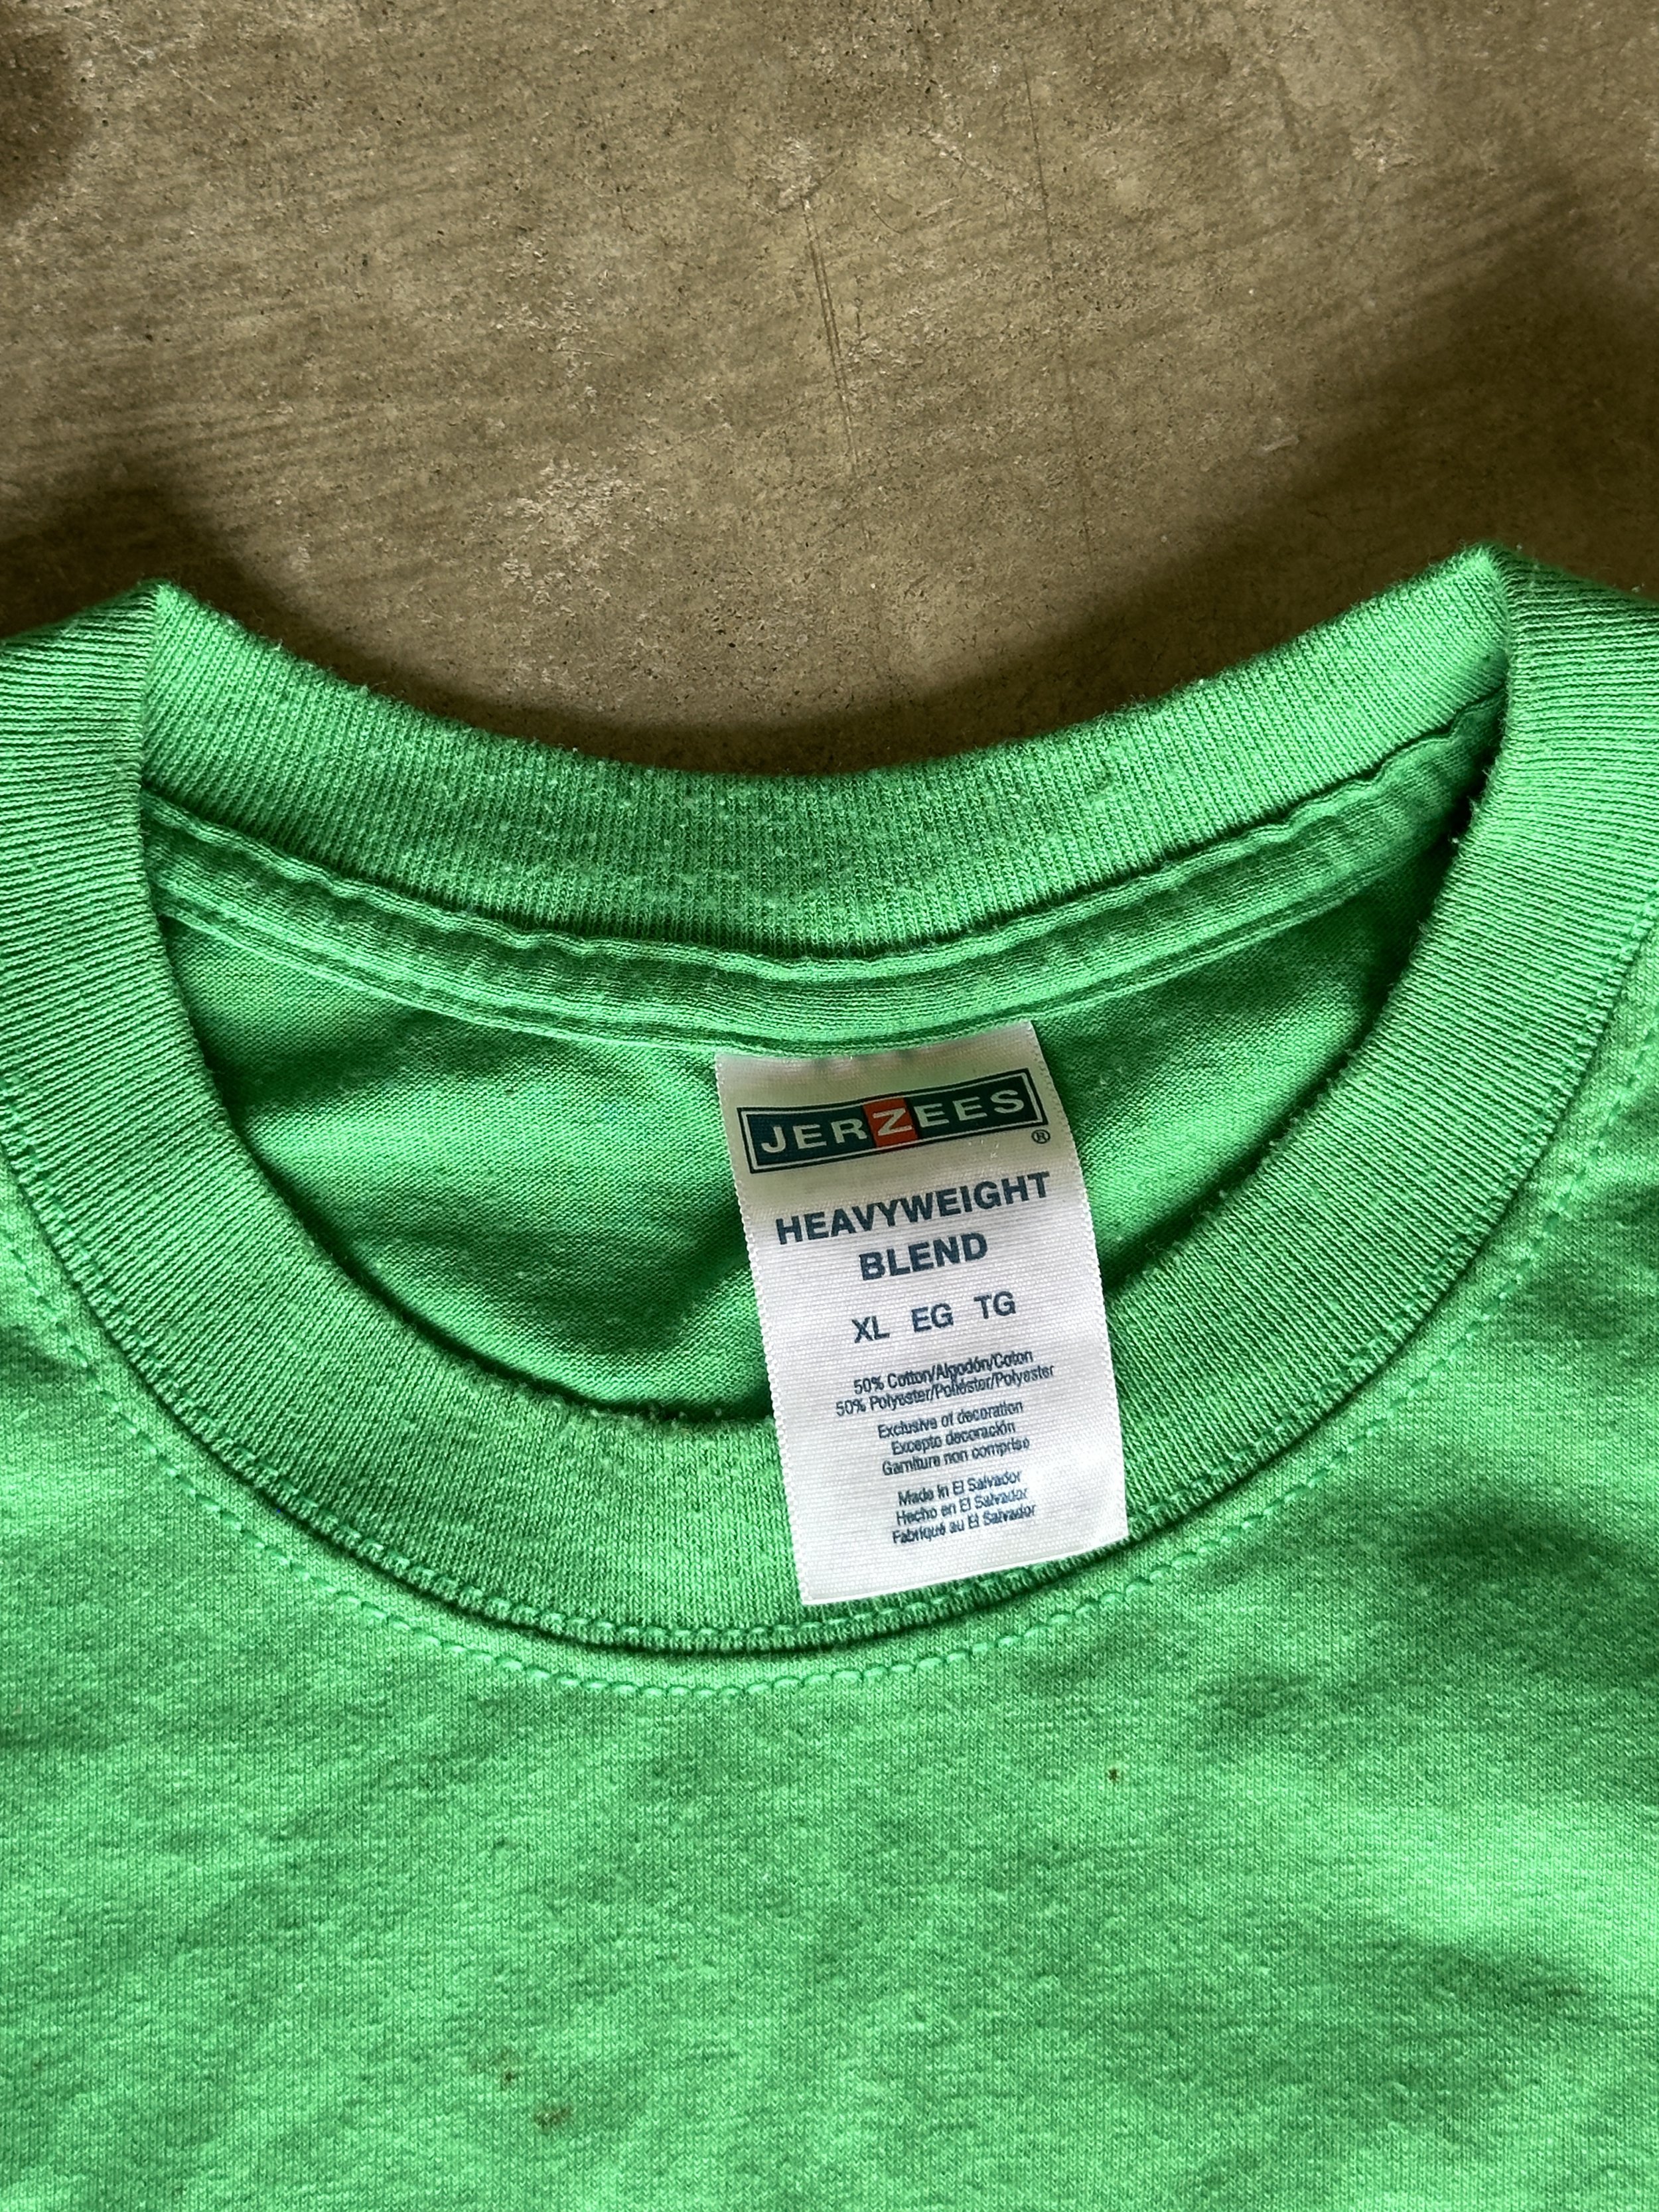 JERZEES®
HEAVYWEIGHT
BLEND
XL EG TG
50% Cotton/Algodón/Coton
50% Polyester/Poliéster/Polyester
Exclusive of decoration
Excepto decoración
Garniture non comprise
Made in El Salvador
Hecho en El Salvador
Fabriqué au El Salvador